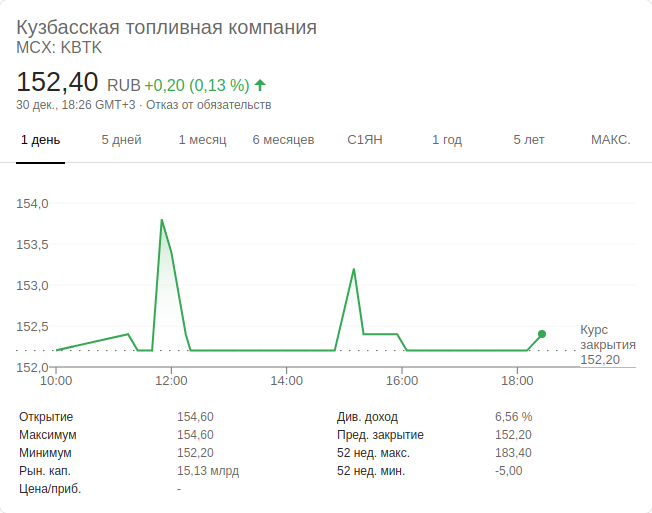 Кузбасская топливная компания
MCX: KBTK
152,40 RUB +0,20 (0,13 %)
30 дек., 18:26 GMT+3 · Отказ от обязательств
1 день 5 дней 1 месяц 6 месяцев С1ЯН 1 год 5 лет МАКС.
154,0
153,5
153,0
152,5
152,0
Курс
закрытия
152,20
10:00 12:00 14:00 16:00 18:00
Открытие 154,60 Див. доход 6,56 %
Максимум 154,60 Пред. закрытие 152,20
Минимум 152,20 52 нед. макс. 183,40
Рын. кап. 15,13 млрд 52 нед. мин. -5,00
Цена/приб. -